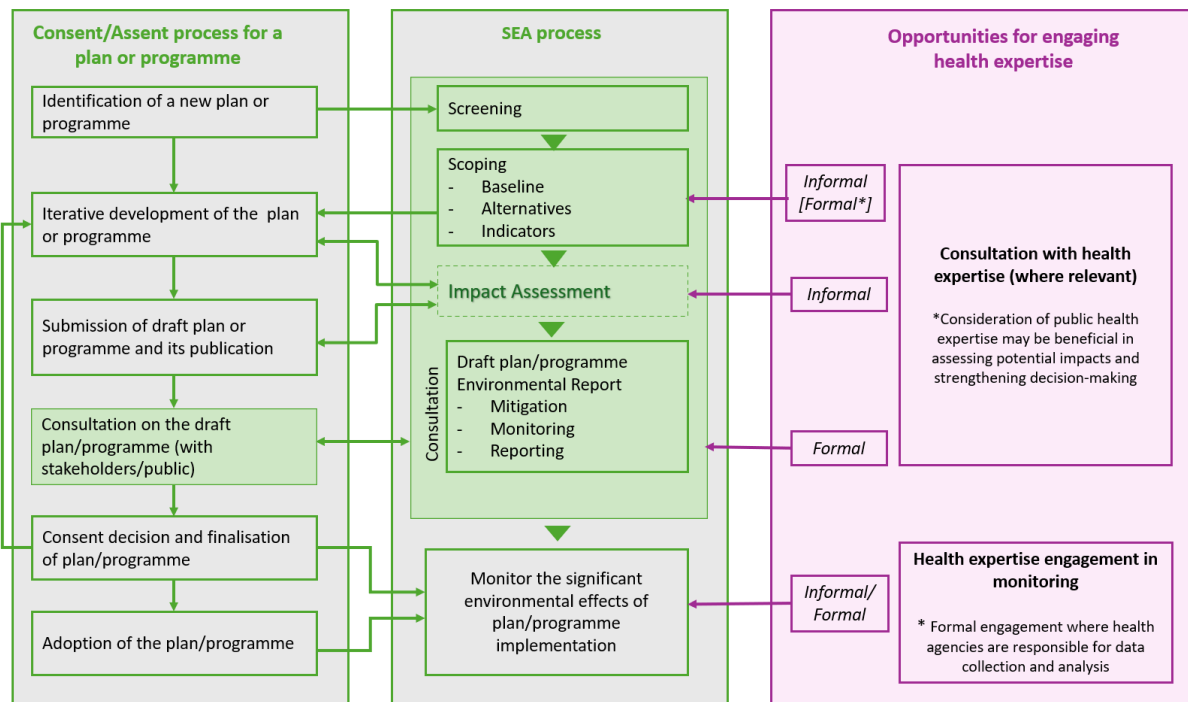 Consent/Assent process for a
plan or programme
Identification of a new plan or
programme
Iterative development of the plan
or programme
Submission of draft plan or
programme and its publication
Consultation on the draft
plan/programme (with
stakeholders/public)
Consent decision and finalisation
of plan/programme
Adoption of the plan/programme
SEA process
Screening
Scoping
- Baseline
- Alternatives
- Indicators
Impact Assessment
Consultation
Draft plan/programme
Environmental Report
- Mitigation
- Monitoring
- Reporting
Monitor the significant
environmental effects of
plan/programme
implementation
Opportunities for engaging
health expertise
Informal
[Formal*]
Informal
Formal
Informal/
Formal
Consultation with health
expertise (where relevant)
*Consideration of public health
expertise may be beneficial in
assessing potential impacts and
strengthening decision-making
Health expertise engagement in
monitoring
* Formal engagement where health
agencies are responsible for data
collection and analysis